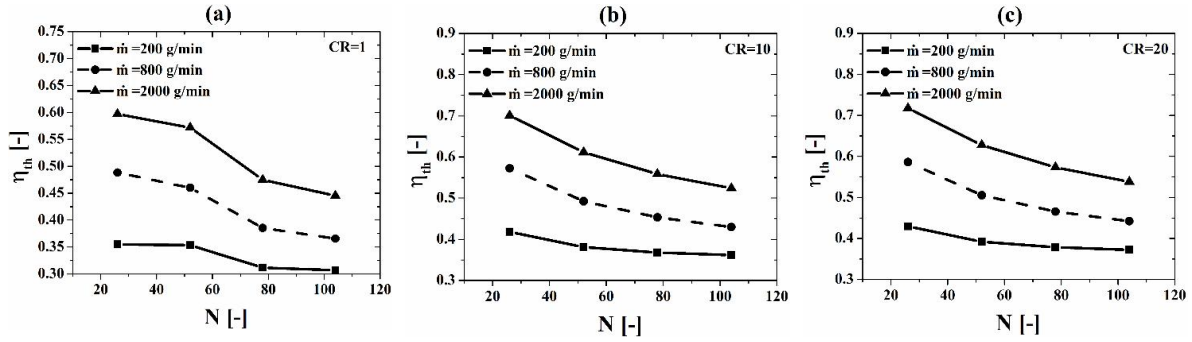 (a)
CR=1
ṁ =200 g/min
ṁ =800 g/min
ṁ =2000 g/min
0.75
0.70
0.65
0.60
0.55
0.50
0.45
0.40
0.35
0.30
η_th [-]
20 40 60 80 100 120
N [-]
(b)
CR=10
ṁ =200 g/min
ṁ =800 g/min
ṁ =2000 g/min
0.9
0.8
0.7
0.6
0.5
0.4
0.3
η_th [-]
20 40 60 80 100 120
N [-]
(c)
CR=20
ṁ =200 g/min
ṁ =800 g/min
ṁ =2000 g/min
0.9
0.8
0.7
0.6
0.5
0.4
0.3
η_th [-]
20 40 60 80 100 120
N [-]